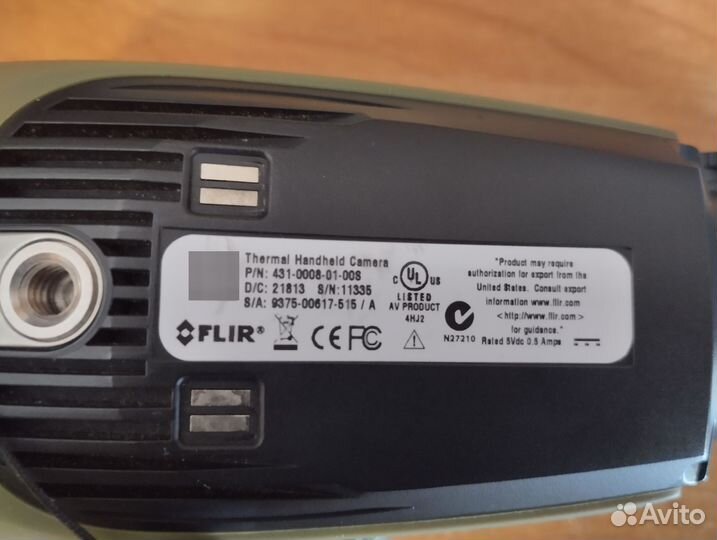 Thermal Handheld Camera
P/N: 431-0008-01-00S
D/C: 21813 S/N:11335
S/A: 9375-00617-515 / A
FLIR®
CE FC
UL
C US
LISTED
AV PRODUCT
4HJ2
N27210
"Product may require
authorization for export from the
United States. Consult export
information www.flir.com
<http://www.flir.com>
for guidance."
Rated 5Vdc 0.5 Amps
Avito